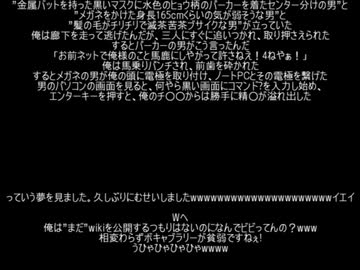 "金属バットを持った黒いマスクに水色のヒョウ柄のパーカーを着たセンター分けの男"と
"メガネをかけた身長165cmくらいの気が弱そうな男"と
"髪の毛がチリチリで滅茶苦茶ブサイクな男"が立っていた
俺は廊下を走って逃げたんだが、三人にすぐに追いつかれ、取り押さえられた
するとパーカーの男がこう言ったんだ
「お前ネットで俺様のこと馬鹿にしやがって許さねえ！4ねやぁ！」
俺は馬乗りパンチされ、前歯を砕かれた
するとメガネの男が俺の頭に電極を取り付け、ノートPCとその電極を繋げた
男のパソコンの画面を見ると、何やら黒い画面にコマンド?を入力し始め、
エンターキーを押すと、俺のチ〇〇からは勝手に精〇が溢れ出した
っていう夢を見ました。久しぶりにむせいしましたwwwwwwwwwwwwwwwwwwwwwwイエイ
Wへ
俺は"まだ"wikiを公開するつもりはないのになんでビビってんの？www
相変わらずボキャブラリーが貧弱ですねぇ!
うひゃひゃひゃひゃwwww